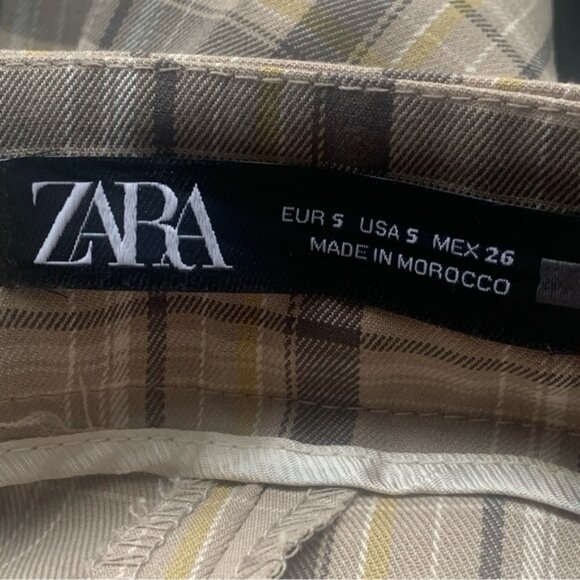 ZARA
EUR S USA S MEX 26
MADE IN MOROCCO